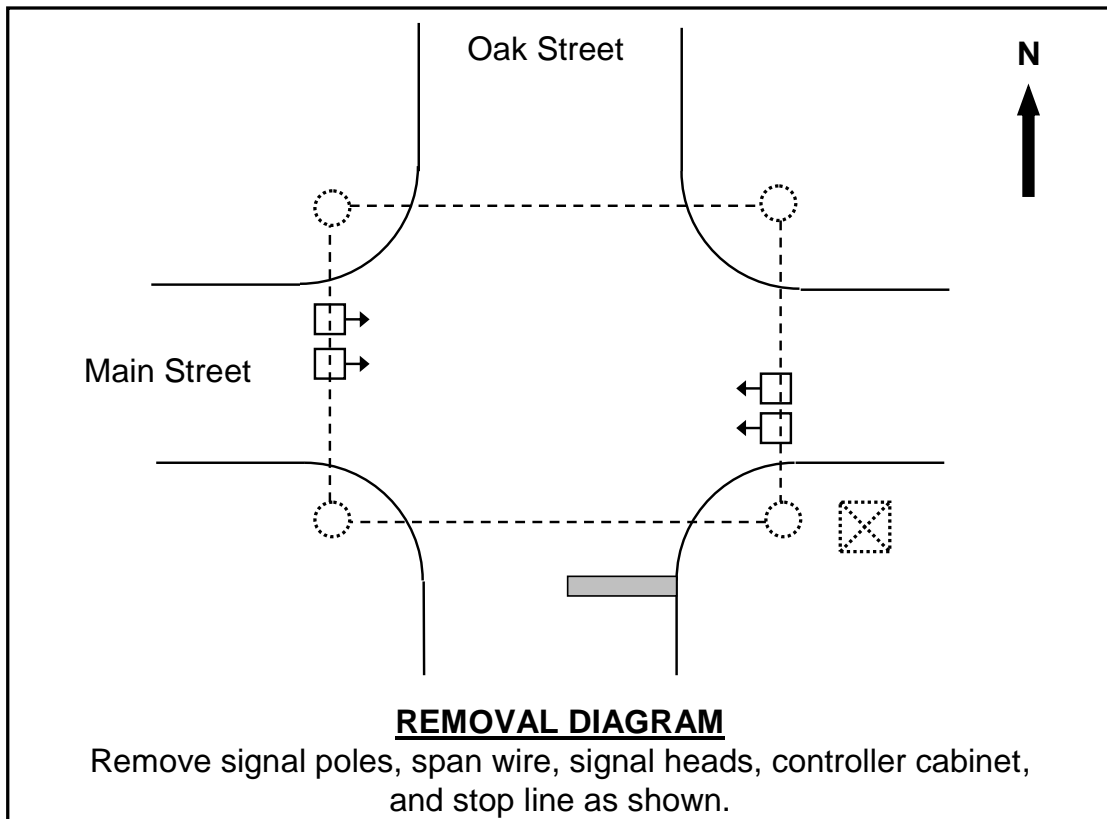 Oak Street
N
Main Street
REMOVAL DIAGRAM
Remove signal poles, span wire, signal heads, controller cabinet,
and stop line as shown.